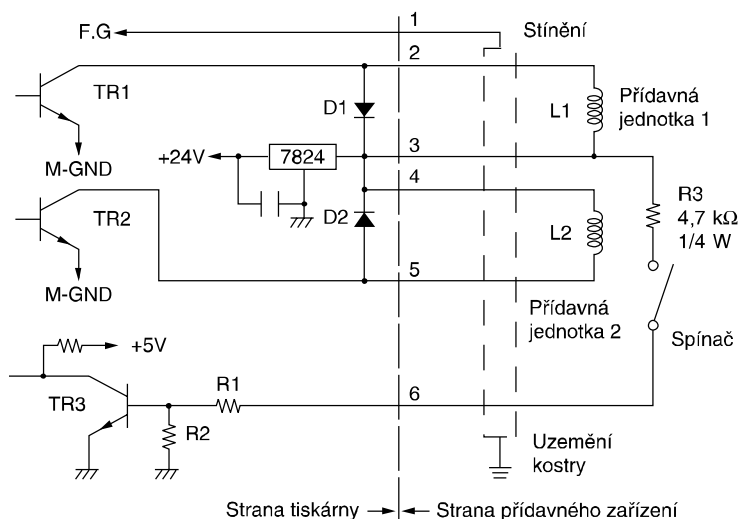 F.G
1
Stínění
2
TR1
D1
L1
Přídavná
jednotka 1
M-GND
+24V
7824
3
4
R3
4,7 kΩ
1/4 W
TR2
D2
L2
M-GND
5
Přídavná
jednotka 2
Spínač
+5V
TR3
R1
6
R2
Uzemění
kostry
Strana tiskárny
Strana přídavného zařízení